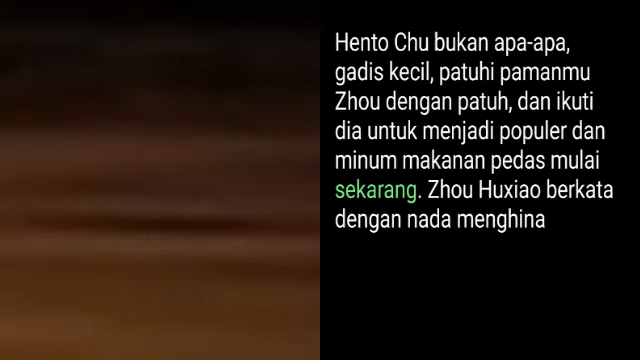 Hento Chu bukan apa-apa,
gadis kecil, patuhi pamanmu
Zhou dengan patuh, dan ikuti
dia untuk menjadi populer dan
minum makanan pedas mulai
sekarang. Zhou Huxiao berkata
dengan nada menghina